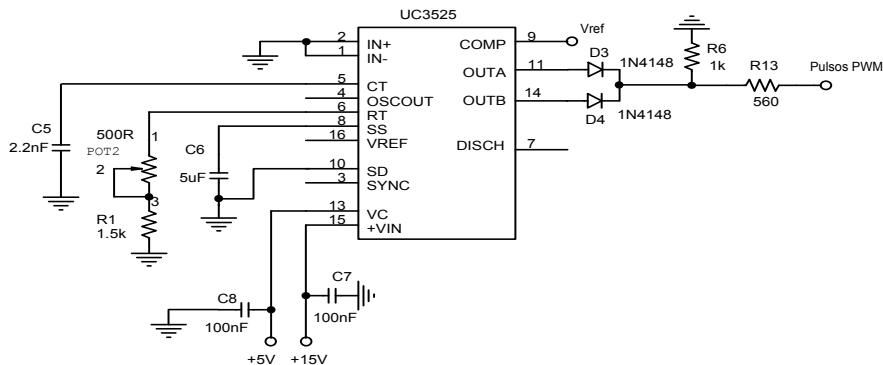 UC3525
2
IN+
1
IN-
5
CT
4
OSCOUT
6
RT
8
SS
16
VREF
10
SD
3
SYNC
13
VC
15
+VIN
COMP
9
Vref
OUTA
11
D3
1N4148
OUTB
14
D4
1N4148
DISCH
7
R6
1k
R13
560
Pulsos PWM
C5
2.2nF
500R
POT2
1
2
3
R1
1.5k
C6
5uF
C8
100nF
C7
100nF
+5V
+15V